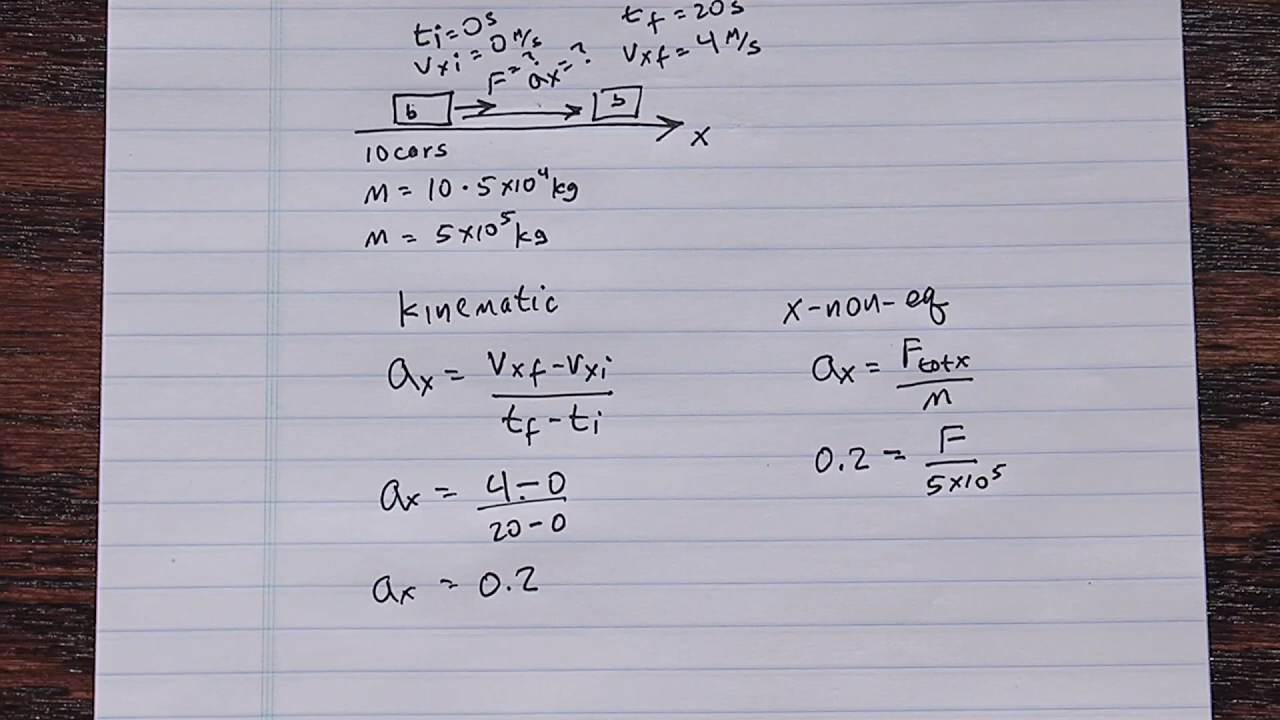 ti=0s
tf=20s
vxi=0 m/s
vxf=4 m/s
F=?
ax=?
b
b
x
10 cars
m = 10 · 5×10⁴ kg
m = 5×10⁵ kg
kinematic
ax = vxf-vxi / tf-ti
ax = 4-0 / 20-0
ax = 0.2
x-non-eq
ax = Ftotx / m
0.2 = F / 5×10⁵